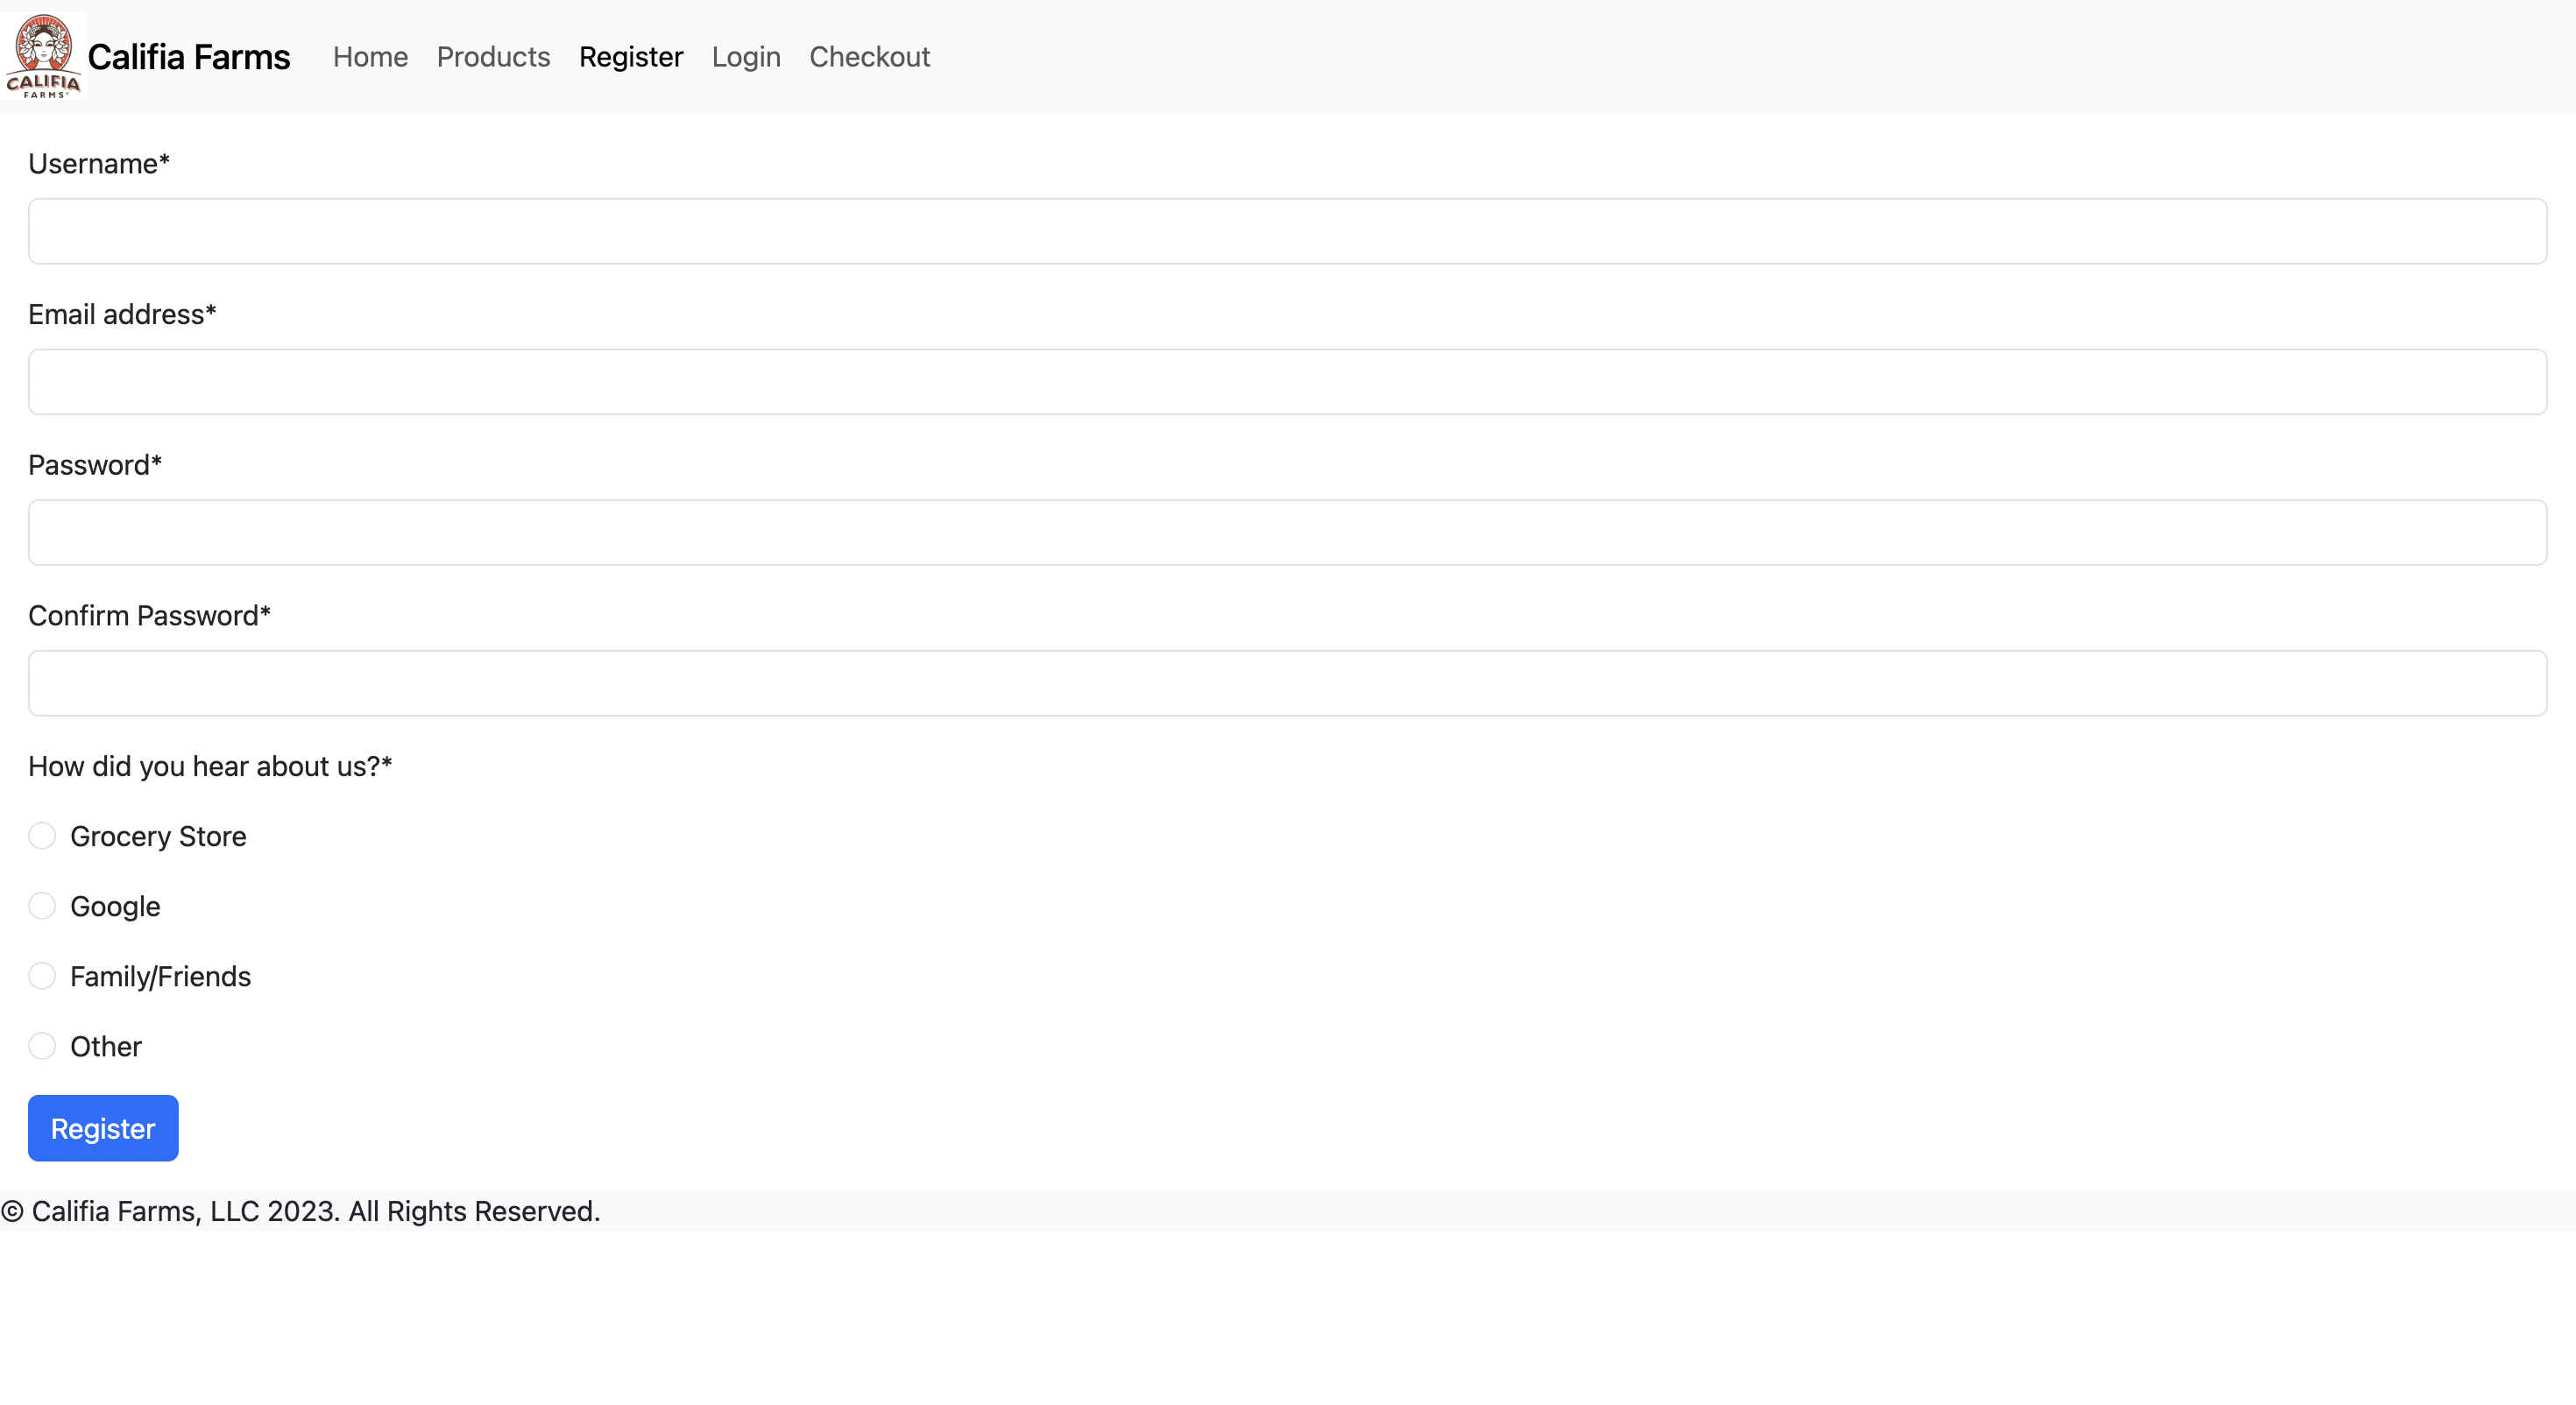 CALIFIA
FARMS®
Califia Farms Home Products Register Login Checkout
Username*
Email address*
Password*
Confirm Password*
How did you hear about us?*
Grocery Store
Google
Family/Friends
Other
Register
© Califia Farms, LLC 2023. All Rights Reserved.